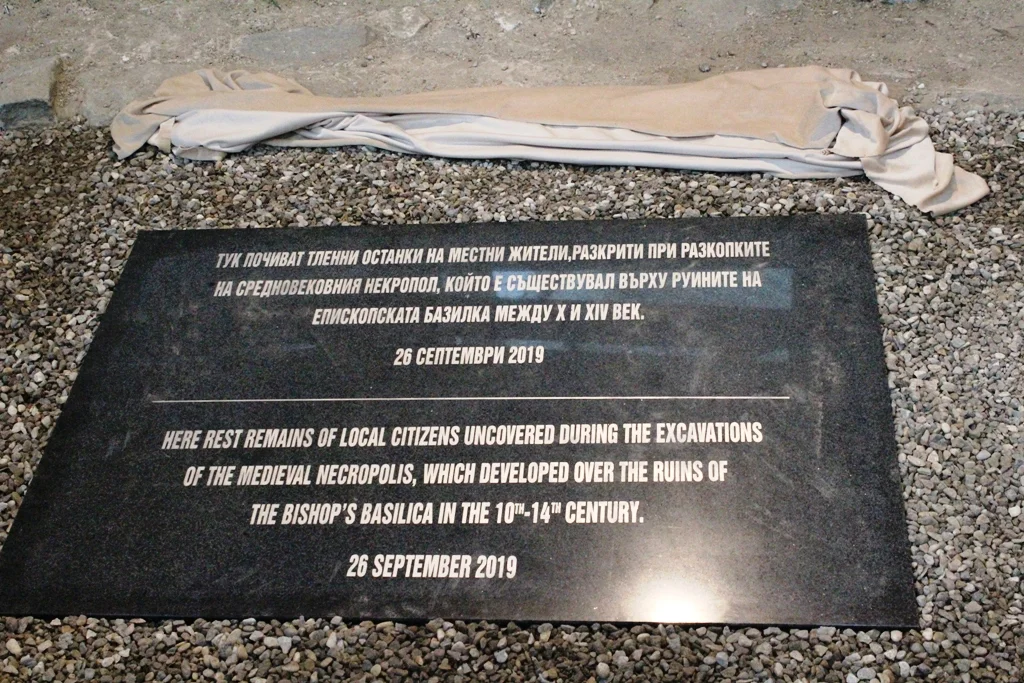 ТУК ПОЧИВАТ ТЛЕННИ ОСТАНКИ НА МЕСТНИ ЖИТЕЛИ,РАЗКРИТИ ПРИ РАЗКОПКИТЕ
НА СРЕДНОВЕКОВНИЯ НЕКРОПОЛ, КОЙТО Е СЪЩЕСТВУВАЛ ВЪРХУ РУИНИТЕ НА
ЕПИСКОПСКАТА БАЗИЛКА МЕЖДУ X И XIV ВЕК.
26 СЕПТЕМВРИ 2019
HERE REST REMAINS OF LOCAL CITIZENS UNCOVERED DURING THE EXCAVATIONS
OF THE MEDIEVAL NECROPOLIS, WHICH DEVELOPED OVER THE RUINS OF
THE BISHOP'S BASILICA IN THE 10TH-14TH CENTURY.
26 SEPTEMBER 2019